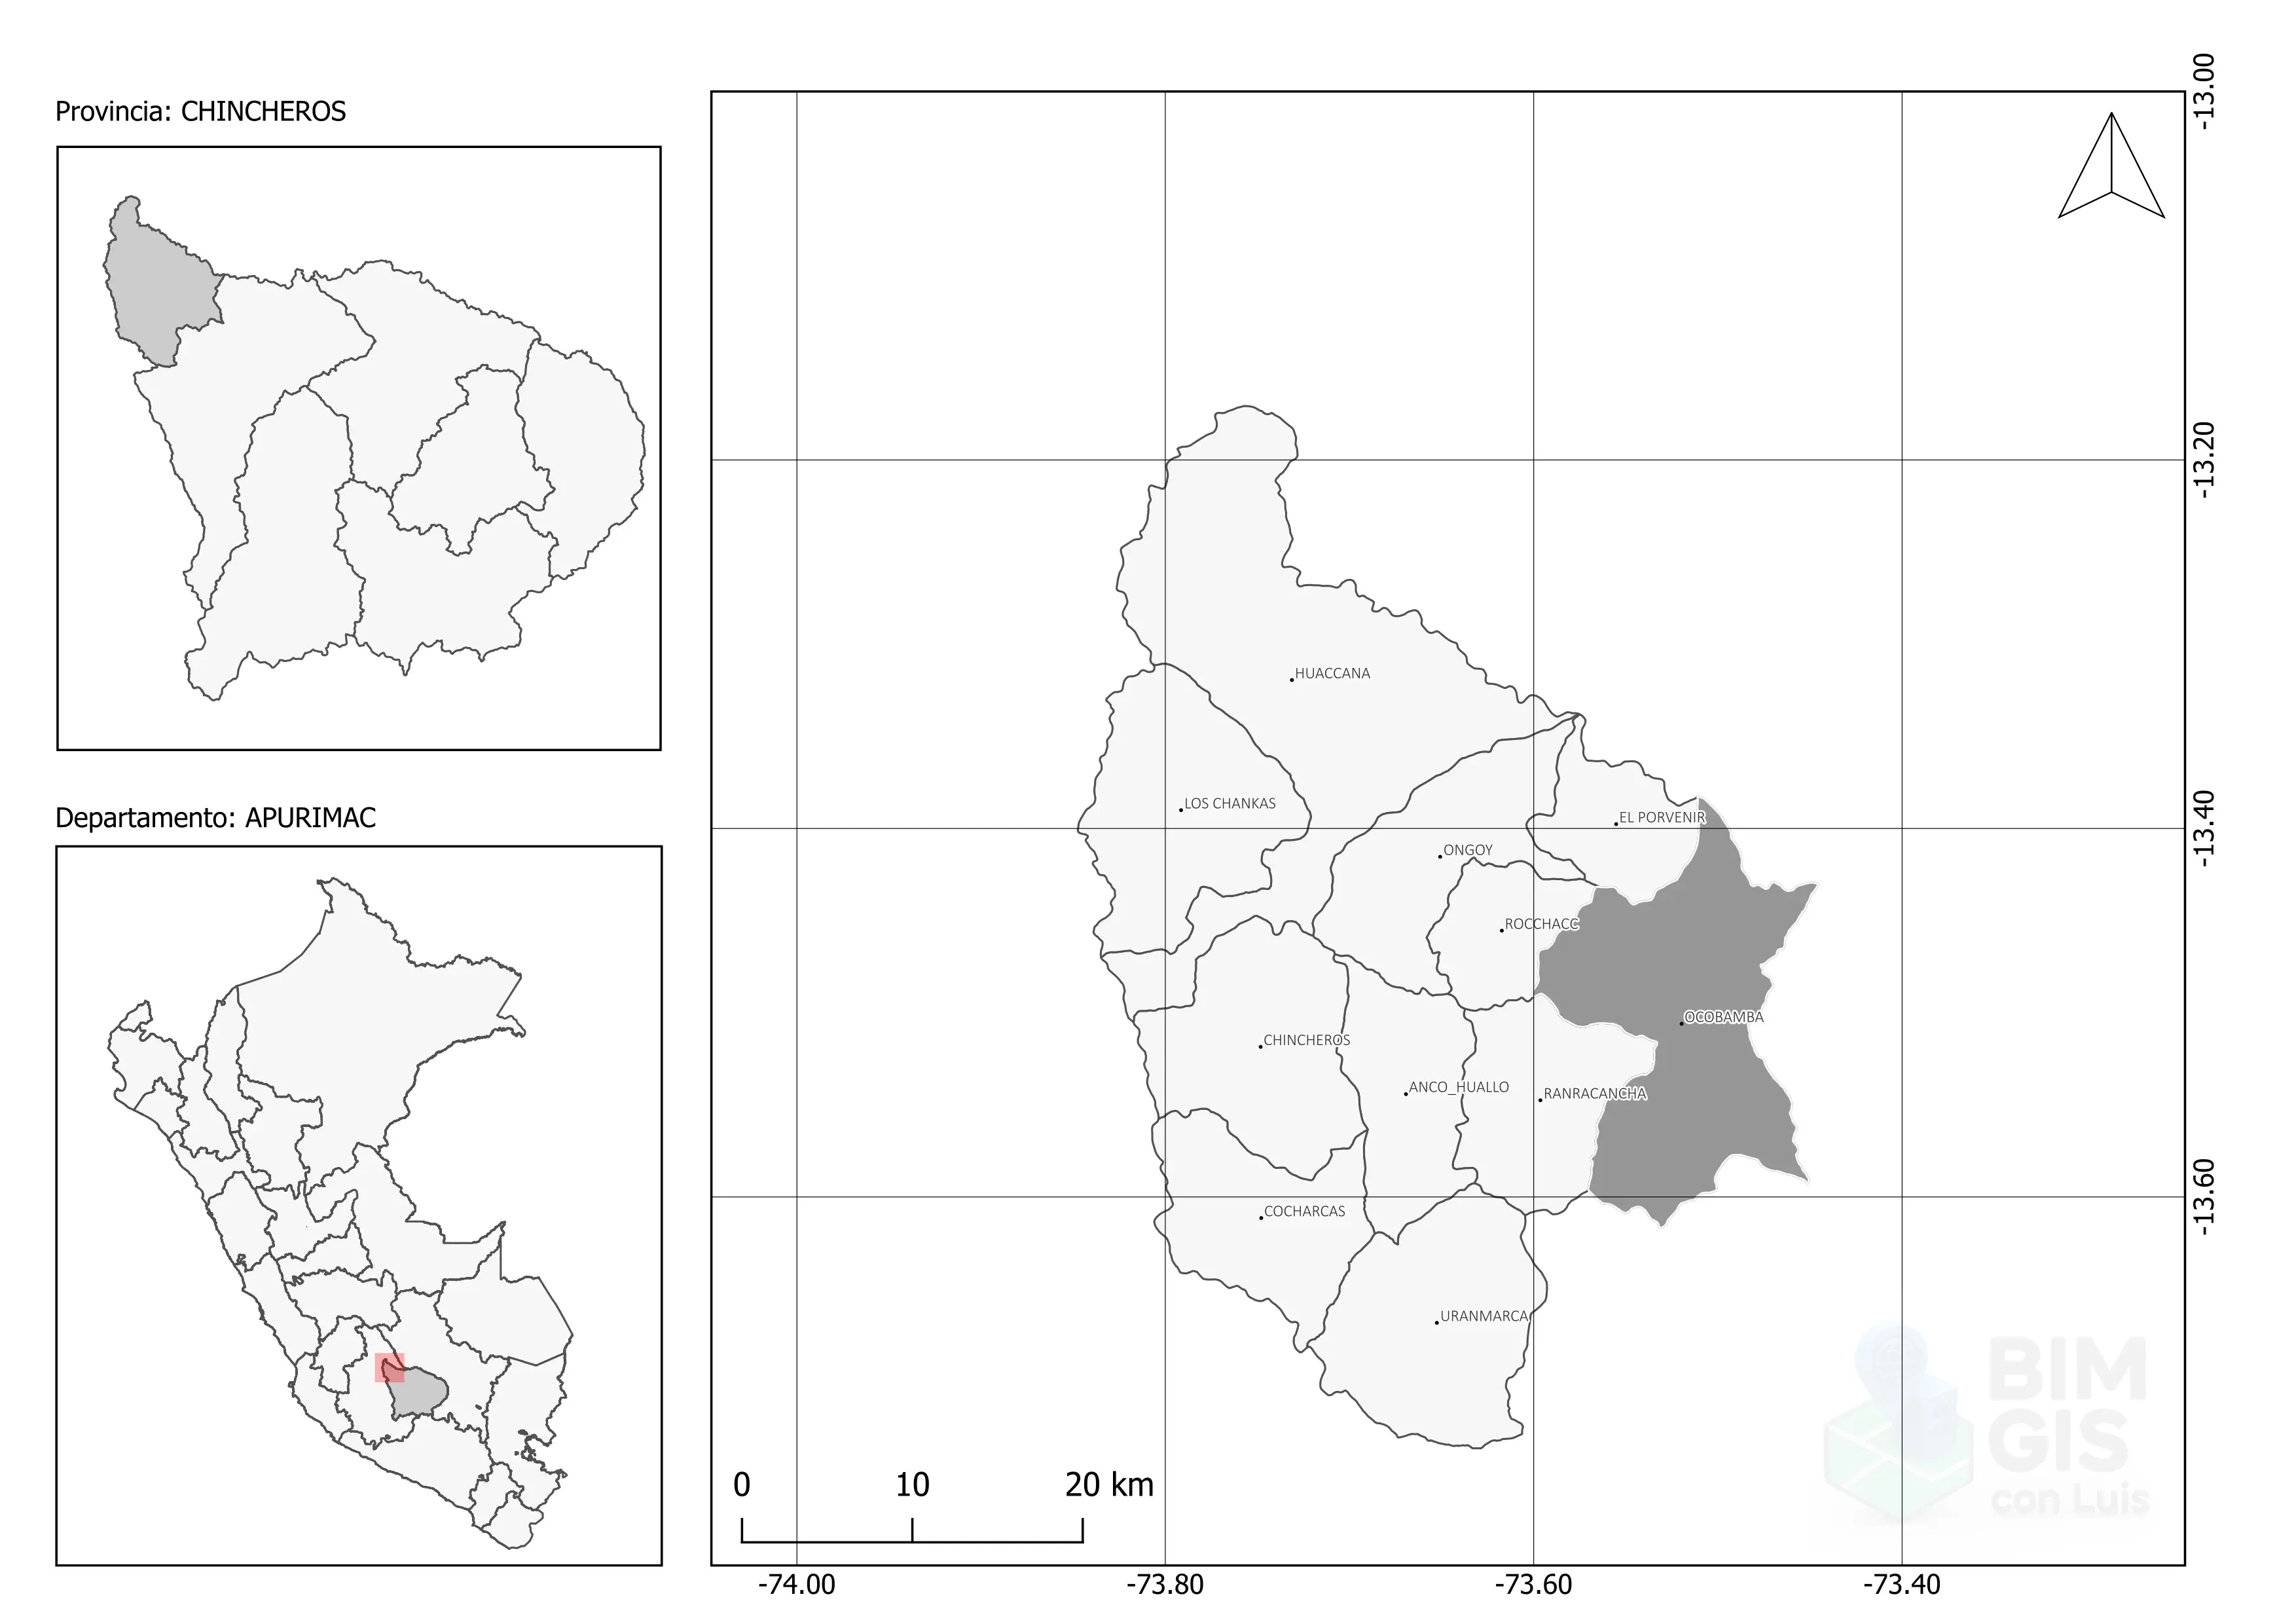 Provincia: CHINCHEROS
Departamento: APURIMAC
HUACCANA
LOS CHANKAS
EL PORVENIR
ONGOY
ROCCHACC
OCOBAMBA
CHINCHEROS
ANCO_HUALLO
RANRACANCHA
COCHARCAS
URANMARCA
-13.00
-13.20
-13.40
-13.60
0 10 20 km
-74.00 -73.80 -73.60 -73.40
BIM
GIS
con Luis